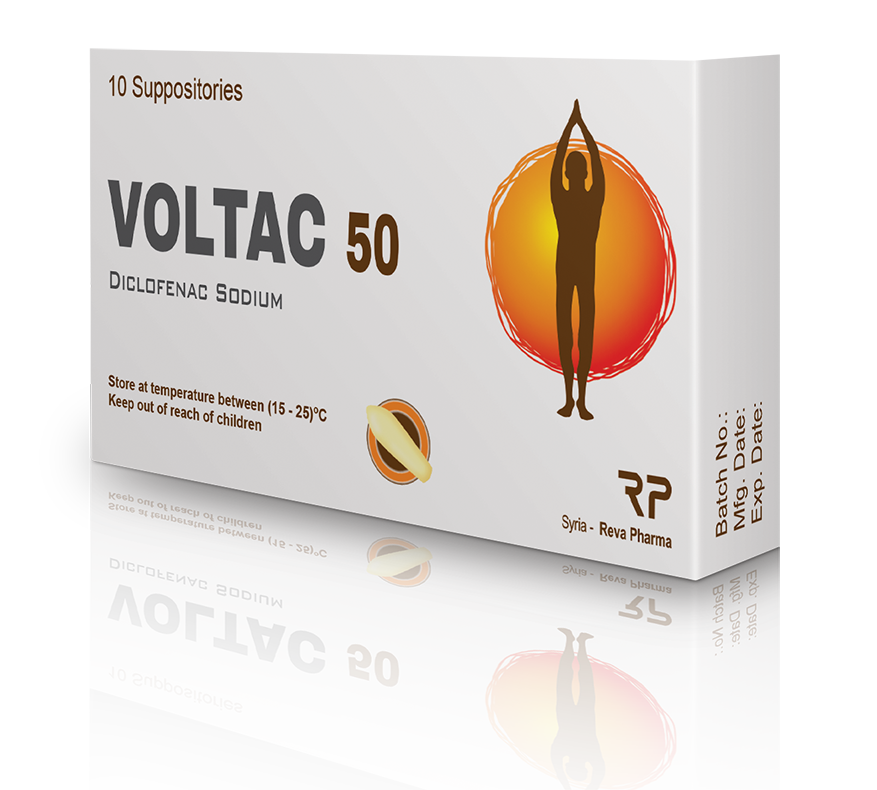 10 Suppositories
VOLTAC 50
DICLOFENAC SODIUM
Store at temperature between (15 - 25)ºC
Keep out of reach of children
RP
Syria - Reva Pharma
Batch No.:
Mfg. Date:
Exp. Date: